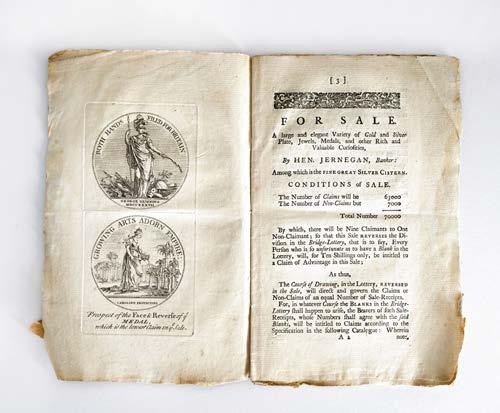 BOTH HANDS FILL'D FOR BRITAIN
GEORGE REIGNING
GROWING ARTS ADORN EMPIRE
CAROLINE PROTECTING
Prospect of the Face & Reverse of yͤ
MEDAL,
which is the lowest Claim in yͤ Sale.
[ 3 ]
FOR SALE.
A large and elegant Variety of Gold and Silver
Plate, Jewels, Medals, and other Rich and
Valuable Curiosities,
By HEN. JERNEGAN, Banker:
Among which is the FINE GREAT SILVER CISTERN.
CONDITIONS of SALE.
The Number of Claims will be 63000
The Number of Non-Claims but 7000
Total Number 70000
By which, there will be Nine Claimants to One
Non-Claimant; so that this Sale REVERSES the Di-
vision in the Bridge-Lottery, that is to say, Every
Person who is so unfortunate as to have a Blank in the
Lottery, will, for Ten Shillings only, be intitled to
a Claim of Advantage in this Sale;
As thus,
The Course of Drawing, in the Lottery, REVERSED
in the Sale, will direct and govern the Claims or
Non-Claims of an equal Number of Sale-Receipts.
For, in whatever Course the BLANKS in the Bridge-
Lottery shall happen to arise, the Bearers of such Sale-
Receipts, whose Numbers shall agree with the said
Blanks, will be intitled to Claims according to the
Specification in the following Catalogue: Wherein
A 2 note,